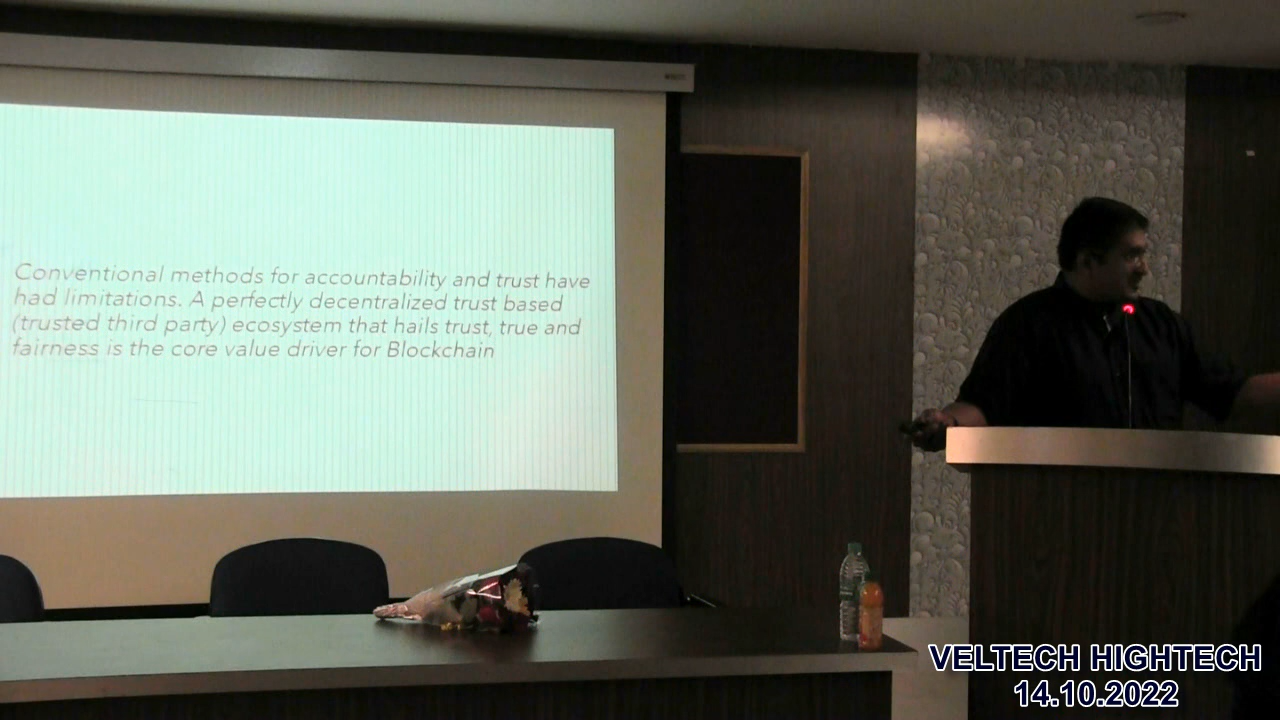 Conventional methods for accountability and trust have
had limitations. A perfectly decentralized trust based
(trusted third party) ecosystem that hails trust, true and
fairness is the core value driver for Blockchain
VELTECH HIGHTECH
14.10.2022